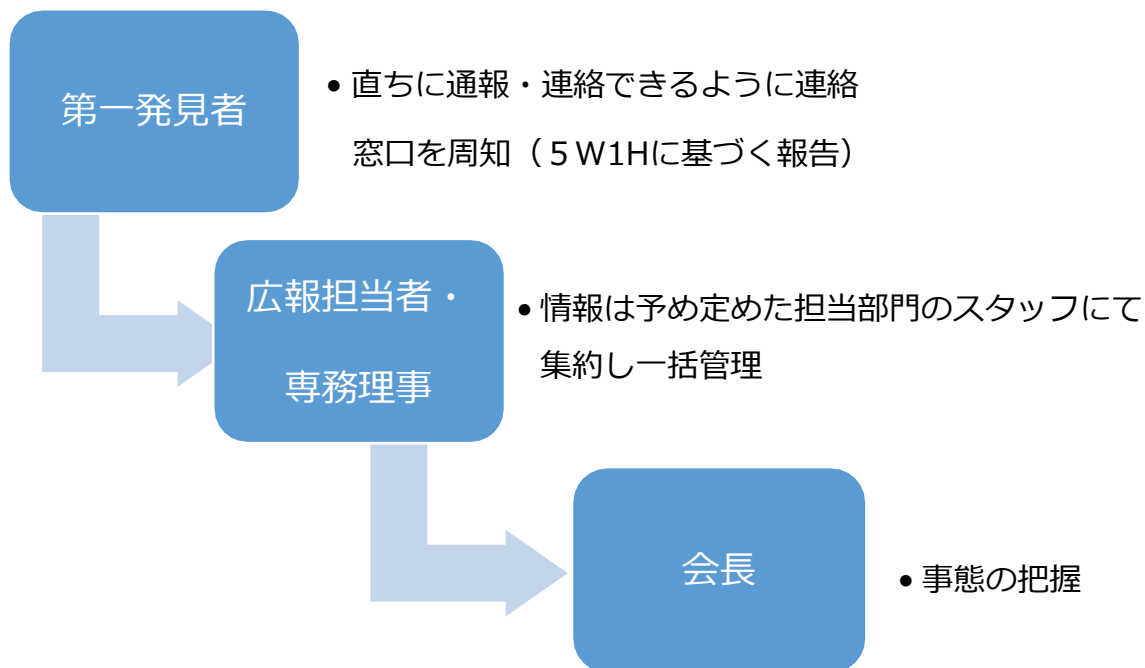 第一発見者
• 直ちに通報・連絡できるように連絡
窓口を周知（５W1Hに基づく報告）
広報担当者・
専務理事
• 情報は予め定めた担当部門のスタッフにて
集約し一括管理
会長
• 事態の把握